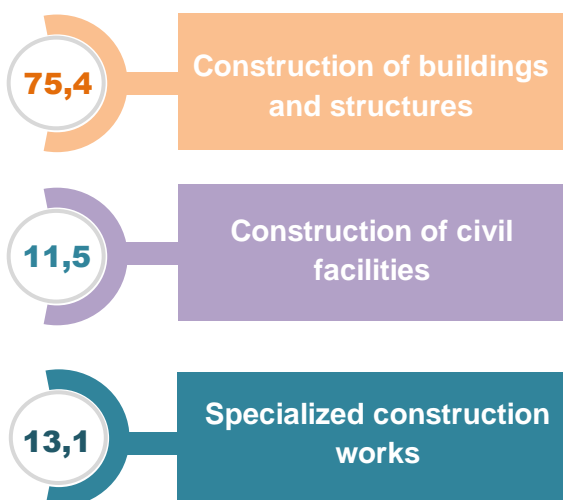 75,4
Construction of buildings
and structures
11,5
Construction of civil
facilities
13,1
Specialized construction
works